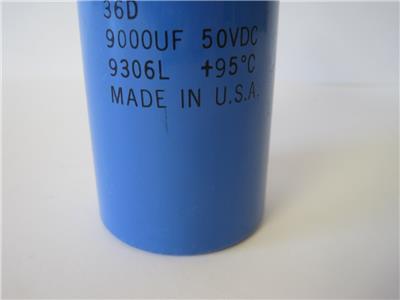 36D
9000UF 50VDC
9306L +95°C
MADE IN U.S.A.